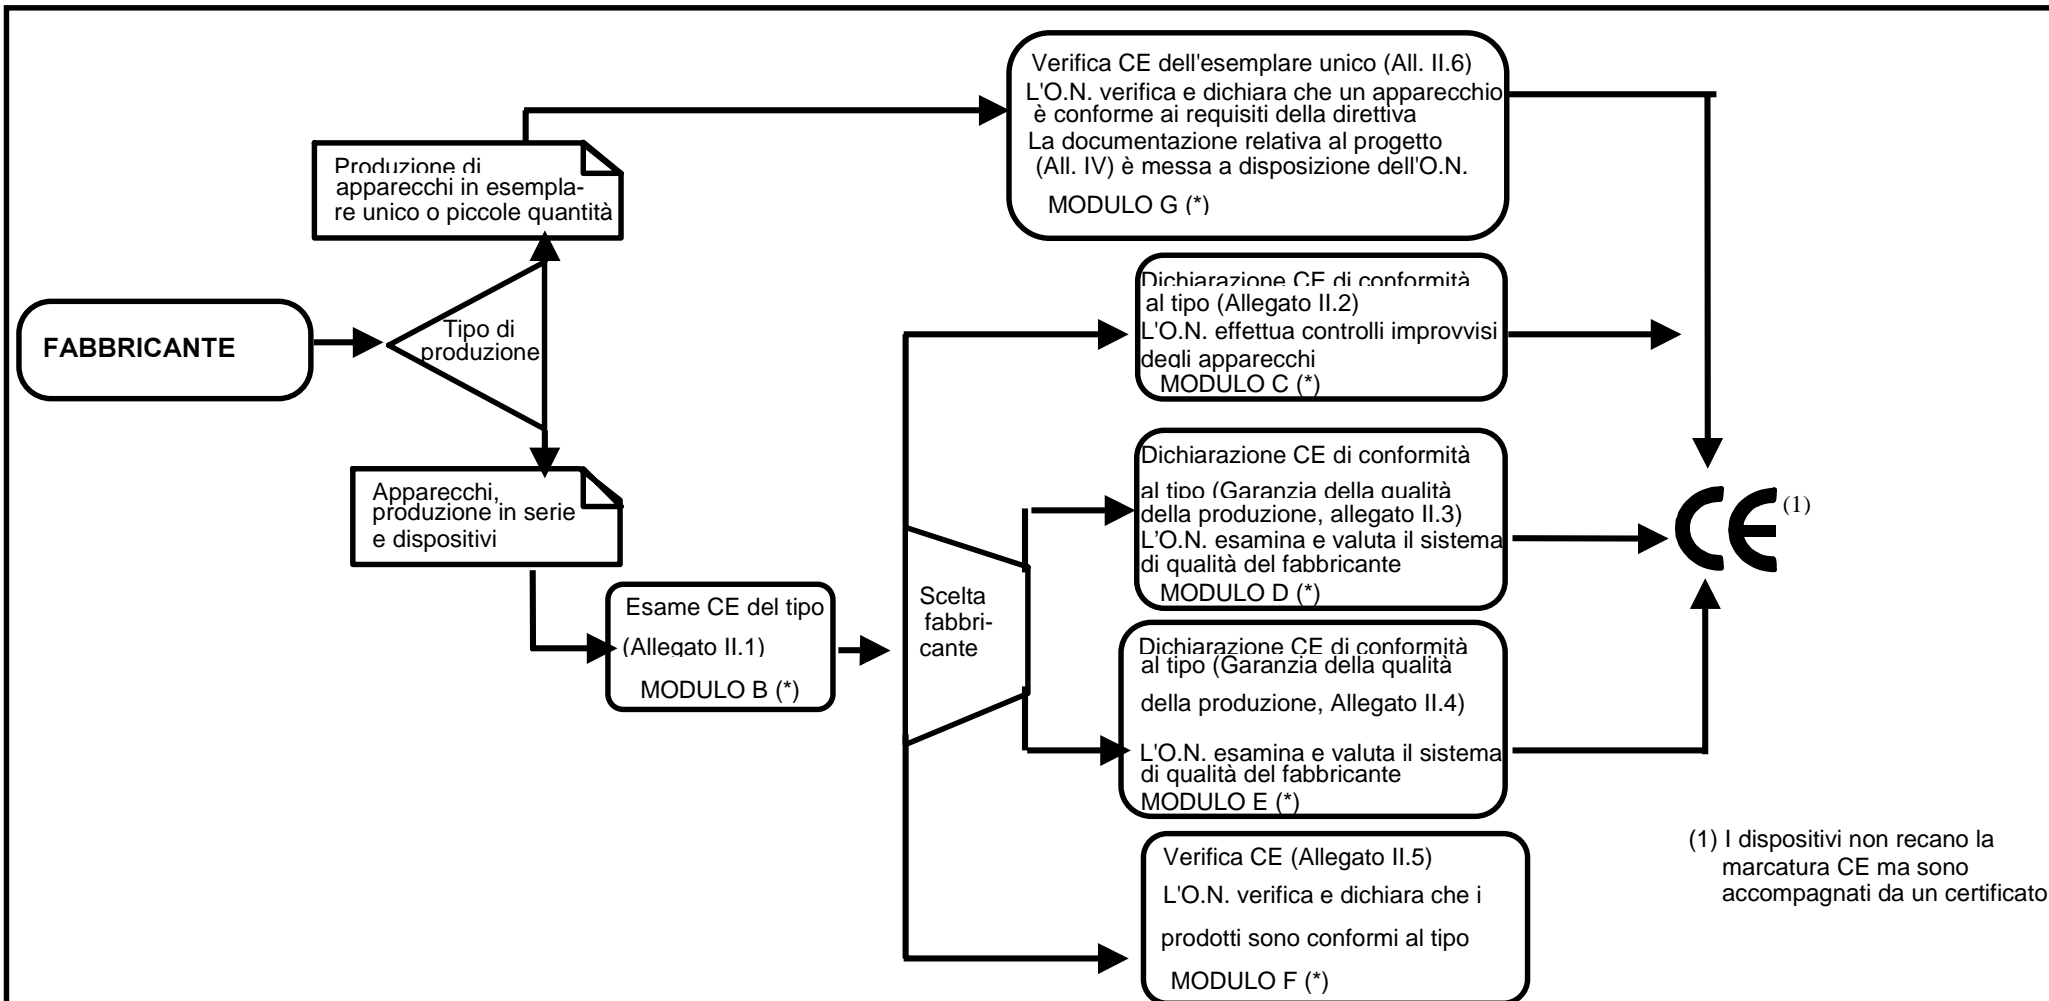 Verifica CE dell'esemplare unico (All. II.6)
L'O.N. verifica e dichiara che un apparecchio
è conforme ai requisiti della direttiva
La documentazione relativa al progetto
(All. IV) è messa a disposizione dell'O.N.
MODULO G (*)
Produzione di
apparecchi in esempla-
re unico o piccole quantità
FABBRICANTE
Tipo di
produzione
Dichiarazione CE di conformità
al tipo (Allegato II.2)
L'O.N. effettua controlli improvvisi
degli apparecchi
MODULO C (*)
Apparecchi,
produzione in serie
e dispositivi
Dichiarazione CE di conformità
al tipo (Garanzia della qualità
della produzione, allegato II.3)
L'O.N. esamina e valuta il sistema
di qualità del fabbricante
MODULO D (*)
CE (1)
Esame CE del tipo
(Allegato II.1)
MODULO B (*)
Scelta
fabbri-
cante
Dichiarazione CE di conformità
al tipo (Garanzia della qualità
della produzione, Allegato II.4)
L'O.N. esamina e valuta il sistema
di qualità del fabbricante
MODULO E (*)
Verifica CE (Allegato II.5)
L'O.N. verifica e dichiara che i
prodotti sono conformi al tipo
MODULO F (*)
(1) I dispositivi non recano la
marcatura CE ma sono
accompagnati da un certificato